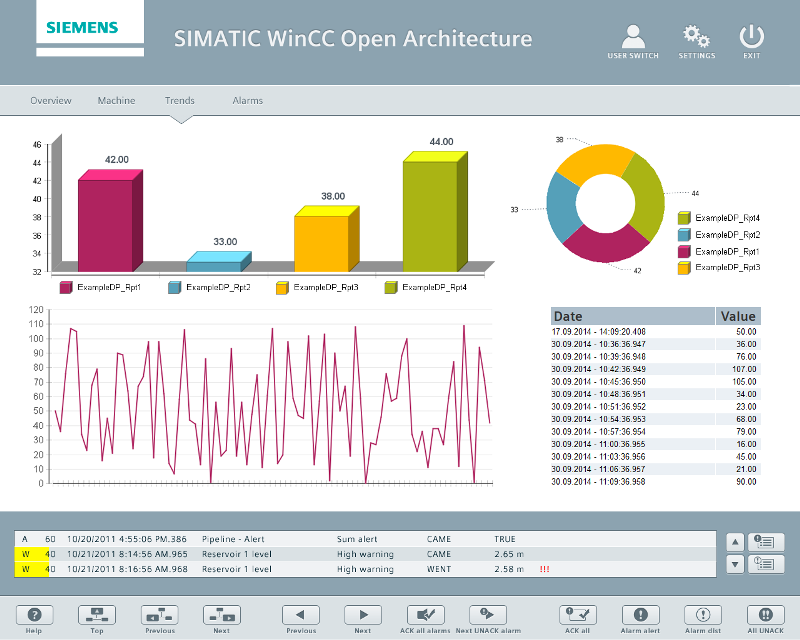 SIEMENS
SIMATIC WinCC Open Architecture
USER SWITCH
SETTINGS
EXIT
Overview Machine Trends Alarms
46
44
42
40
38
36
34
32
42.00
33.00
38.00
44.00
ExampleDP_Rpt1 ExampleDP_Rpt2 ExampleDP_Rpt3 ExampleDP_Rpt4
38
44
33
42
ExampleDP_Rpt4
ExampleDP_Rpt2
ExampleDP_Rpt1
ExampleDP_Rpt3
120
110
100
90
80
70
60
50
40
30
20
10
0
Date Value
17.09.2014 - 14:09:20.408 50.00
30.09.2014 - 10:36:36.947 36.00
30.09.2014 - 10:39:36.948 76.00
30.09.2014 - 10:42:36.949 107.00
30.09.2014 - 10:45:36.950 105.00
30.09.2014 - 10:48:36.951 34.00
30.09.2014 - 10:51:36.952 23.00
30.09.2014 - 10:54:36.953 68.00
30.09.2014 - 10:57:36.954 79.00
30.09.2014 - 11:00:36.955 16.00
30.09.2014 - 11:03:36.956 45.00
30.09.2014 - 11:06:36.957 21.00
30.09.2014 - 11:09:36.958 90.00
A 60 10/20/2011 4:55:06 PM.386 Pipeline - Alert Sum alert CAME TRUE
W 40 10/21/2011 8:14:56 AM.965 Reservoir 1 level High warning CAME 2.65 m
W 40 10/21/2011 8:16:56 AM.968 Reservoir 1 level High warning WENT 2.58 m !!!
Help Top Previous Next Previous Next ACK all alarms Next UNACK alarm ACK all Alarm alert Alarm dist All UNACK